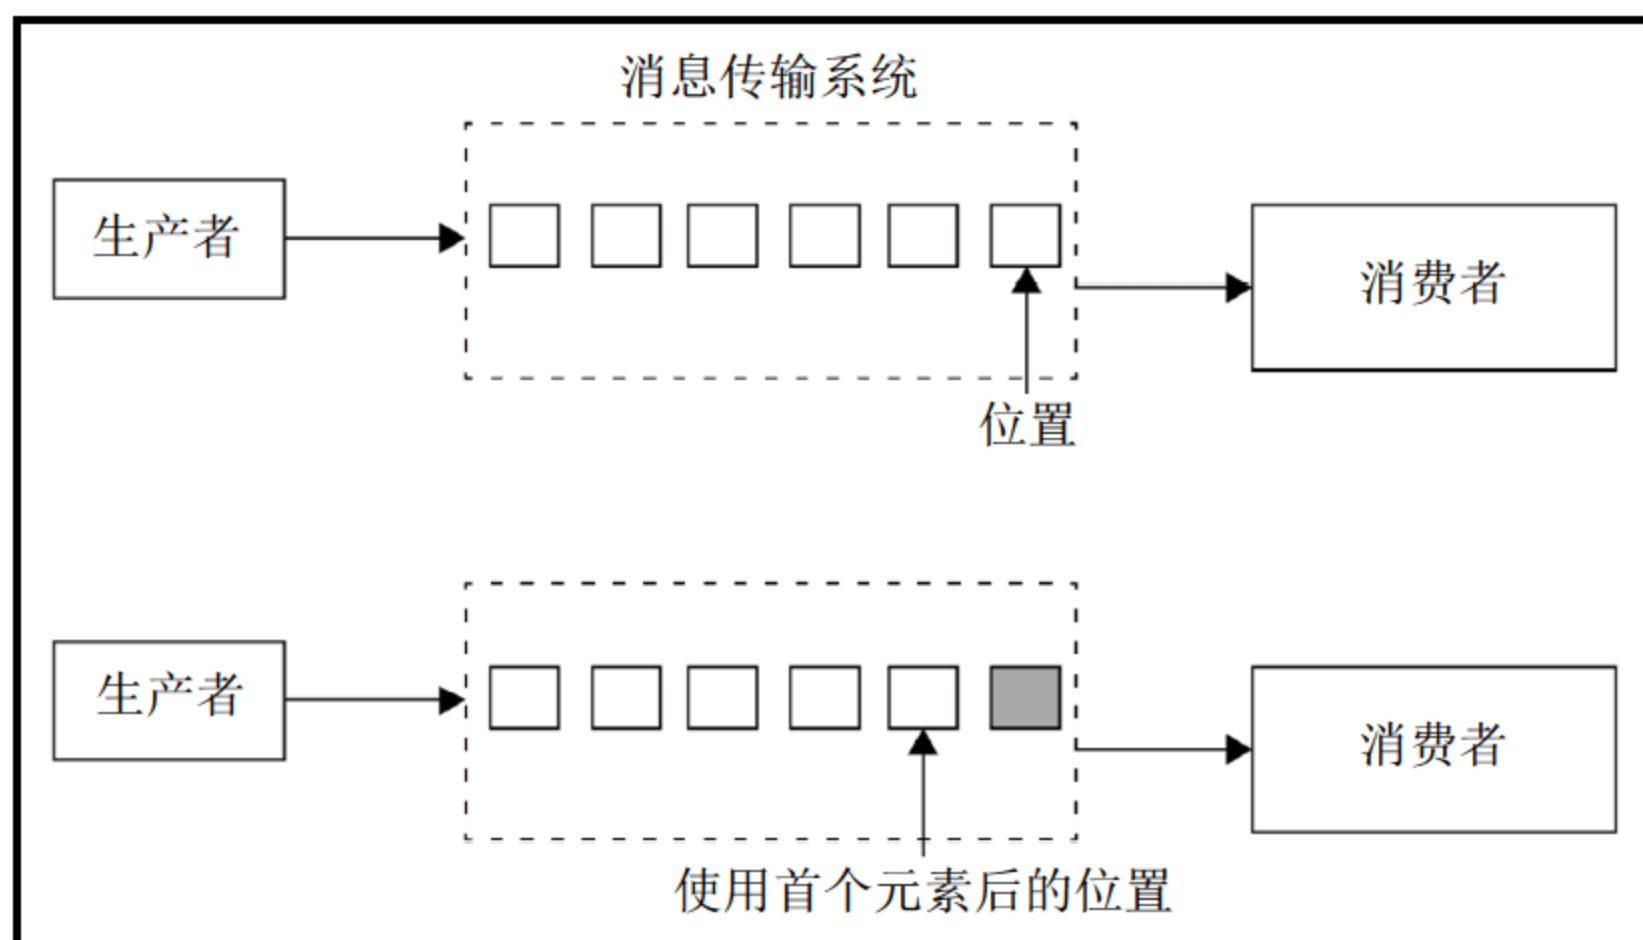 消息传输系统
生产者
消费者
位置
生产者
消费者
使用首个元素后的位置